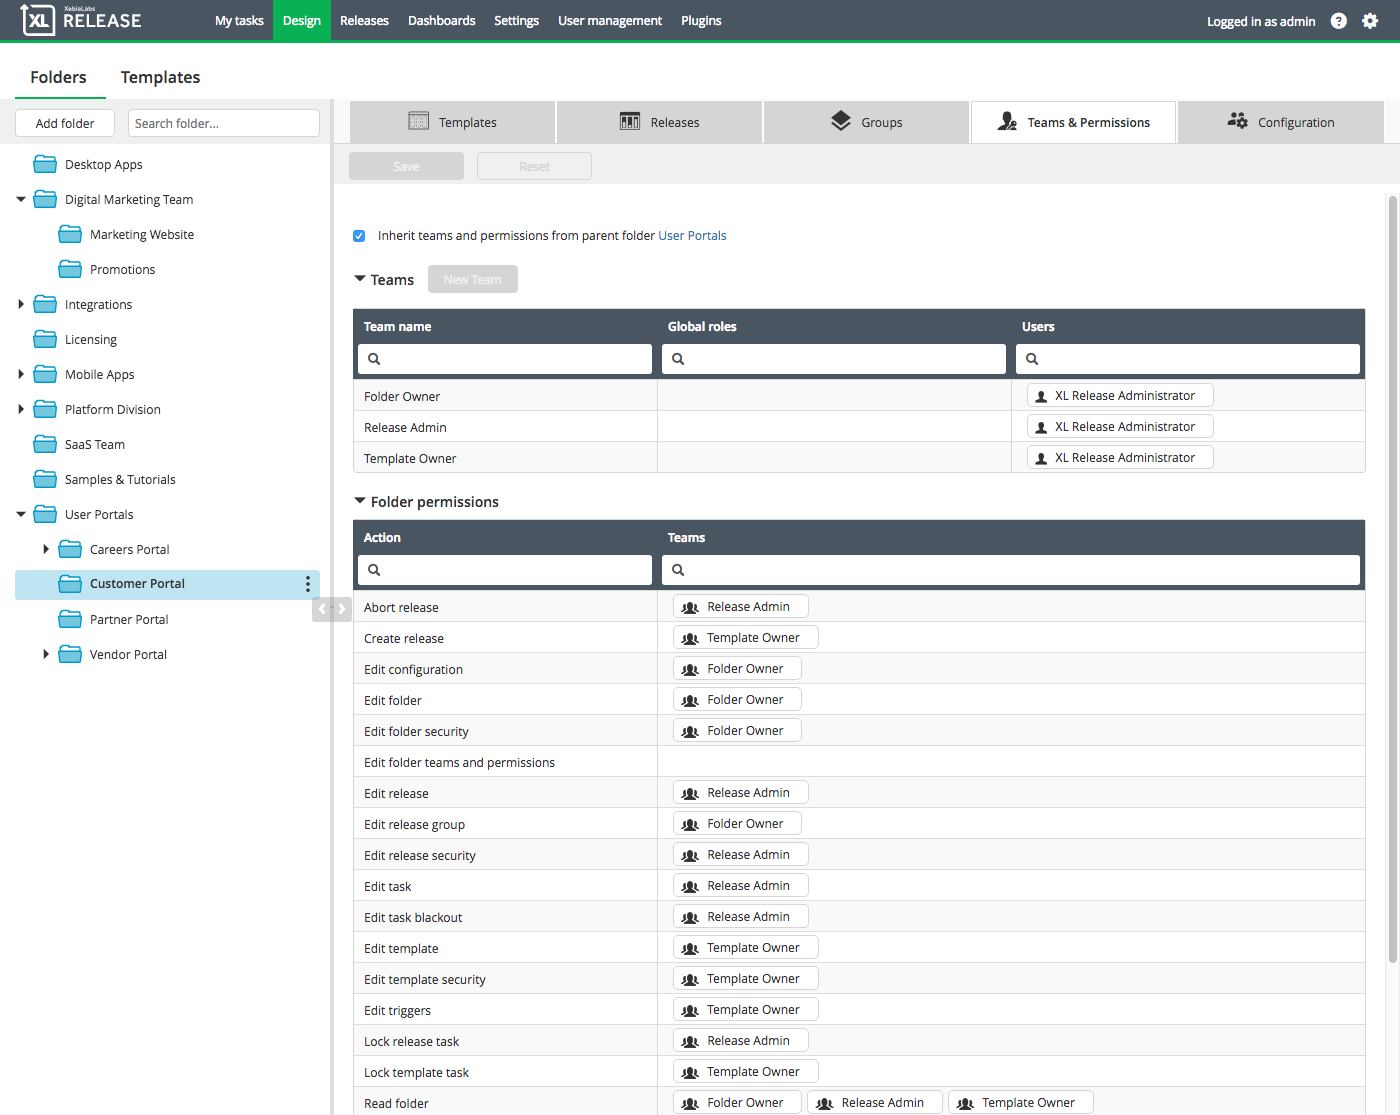 XebiaLabs
XL RELEASE
My tasks Design Releases Dashboards Settings User management Plugins Logged in as admin ?
Folders Templates
Add folder Search folder...
Desktop Apps
Digital Marketing Team
Marketing Website
Promotions
Integrations
Licensing
Mobile Apps
Platform Division
SaaS Team
Samples & Tutorials
User Portals
Careers Portal
Customer Portal
Partner Portal
Vendor Portal
Templates Releases Groups Teams & Permissions Configuration
Save Reset
Inherit teams and permissions from parent folder User Portals
Teams New Team
Team name Global roles Users
Folder Owner XL Release Administrator
Release Admin XL Release Administrator
Template Owner XL Release Administrator
Folder permissions
Action Teams
Abort release Release Admin
Create release Template Owner
Edit configuration Folder Owner
Edit folder Folder Owner
Edit folder security Folder Owner
Edit folder teams and permissions
Edit release Release Admin
Edit release group Folder Owner
Edit release security Release Admin
Edit task Release Admin
Edit task blackout Release Admin
Edit template Template Owner
Edit template security Template Owner
Edit triggers Template Owner
Lock release task Release Admin
Lock template task Template Owner
Read folder Folder Owner Release Admin Template Owner